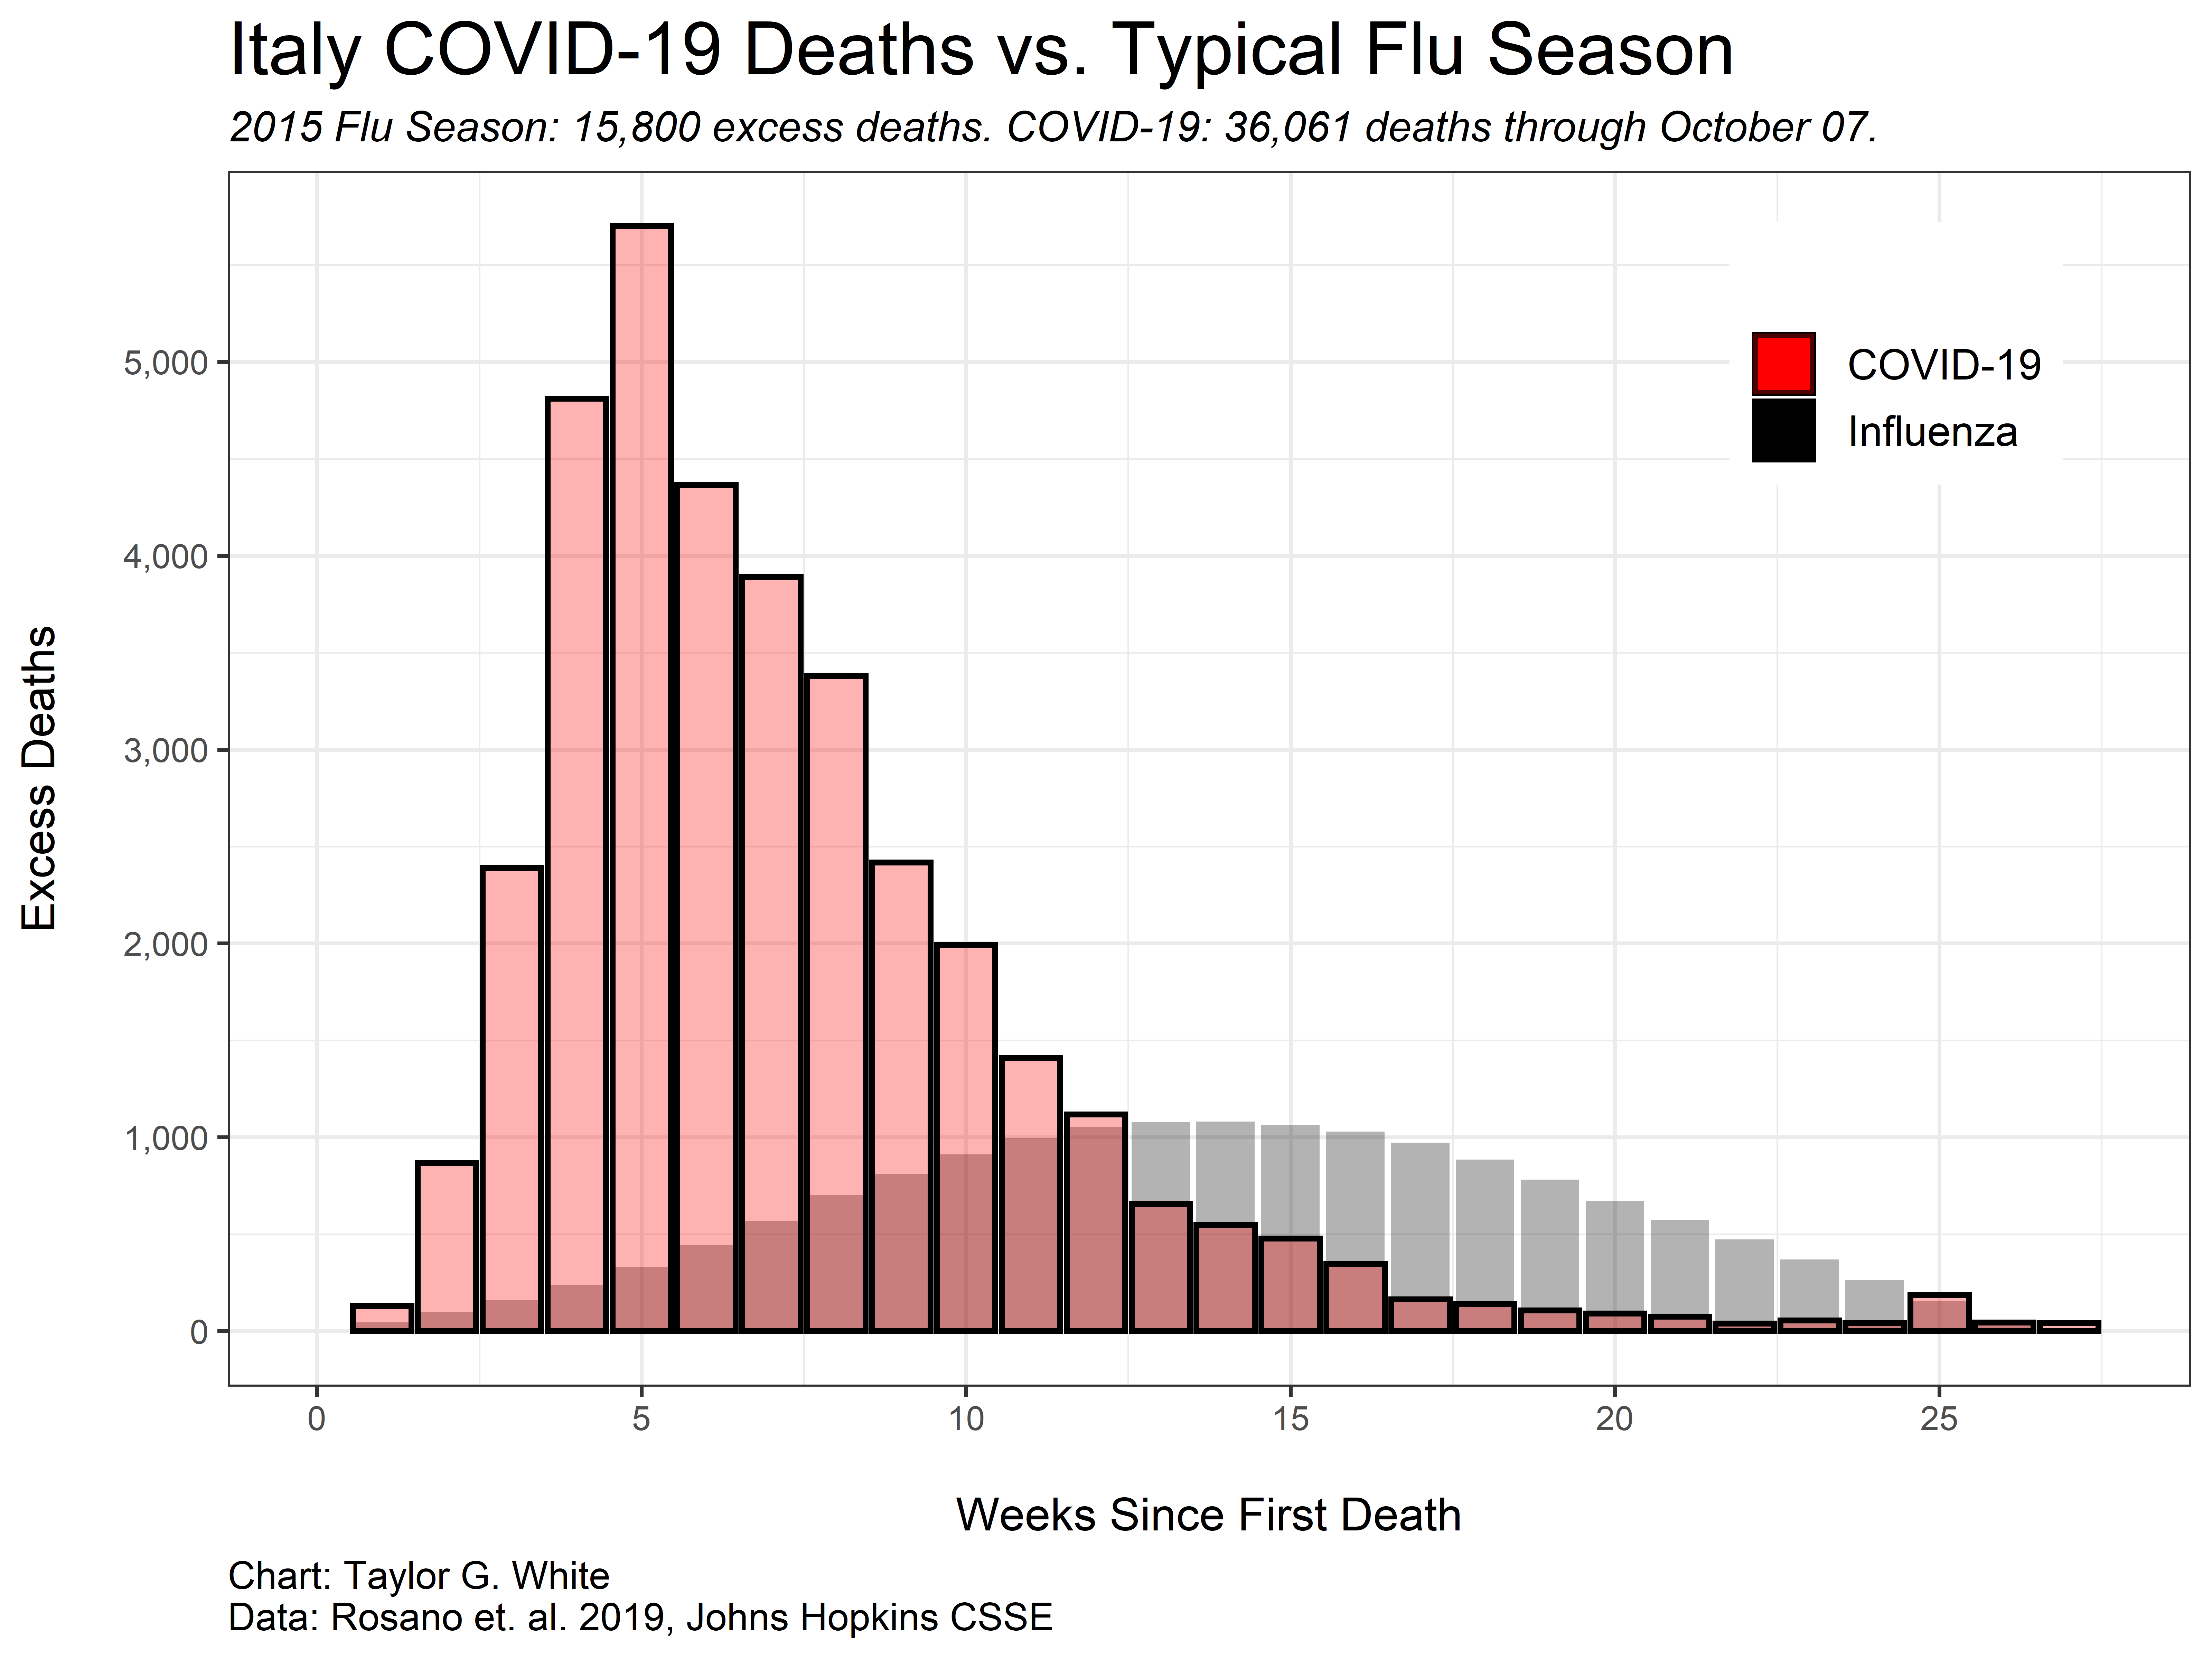 Italy COVID-19 Deaths vs. Typical Flu Season
2015 Flu Season: 15,800 excess deaths. COVID-19: 36,061 deaths through October 07.
COVID-19
Influenza
Excess Deaths
5,000
4,000
3,000
2,000
1,000
0
0 5 10 15 20 25
Weeks Since First Death
Chart: Taylor G. White
Data: Rosano et. al. 2019, Johns Hopkins CSSE